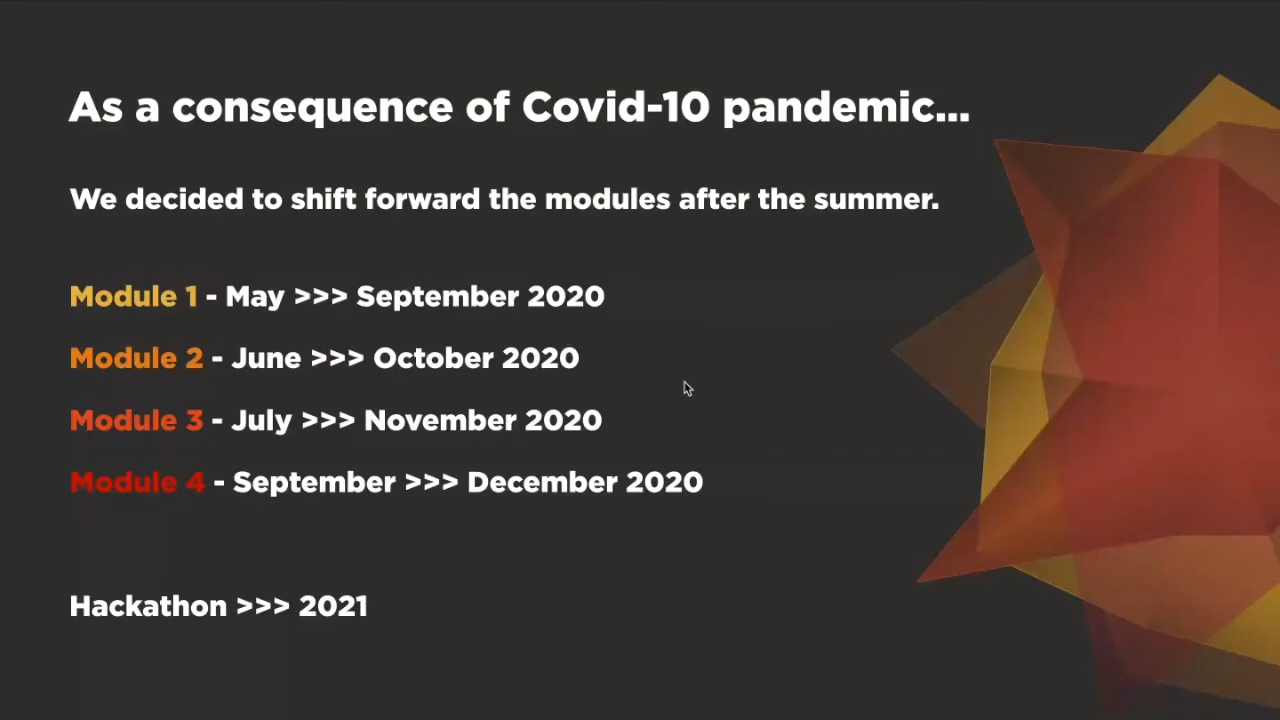 As a consequence of Covid-10 pandemic...
We decided to shift forward the modules after the summer.
Module 1 - May >>> September 2020
Module 2 - June >>> October 2020
Module 3 - July >>> November 2020
Module 4 - September >>> December 2020
Hackathon >>> 2021